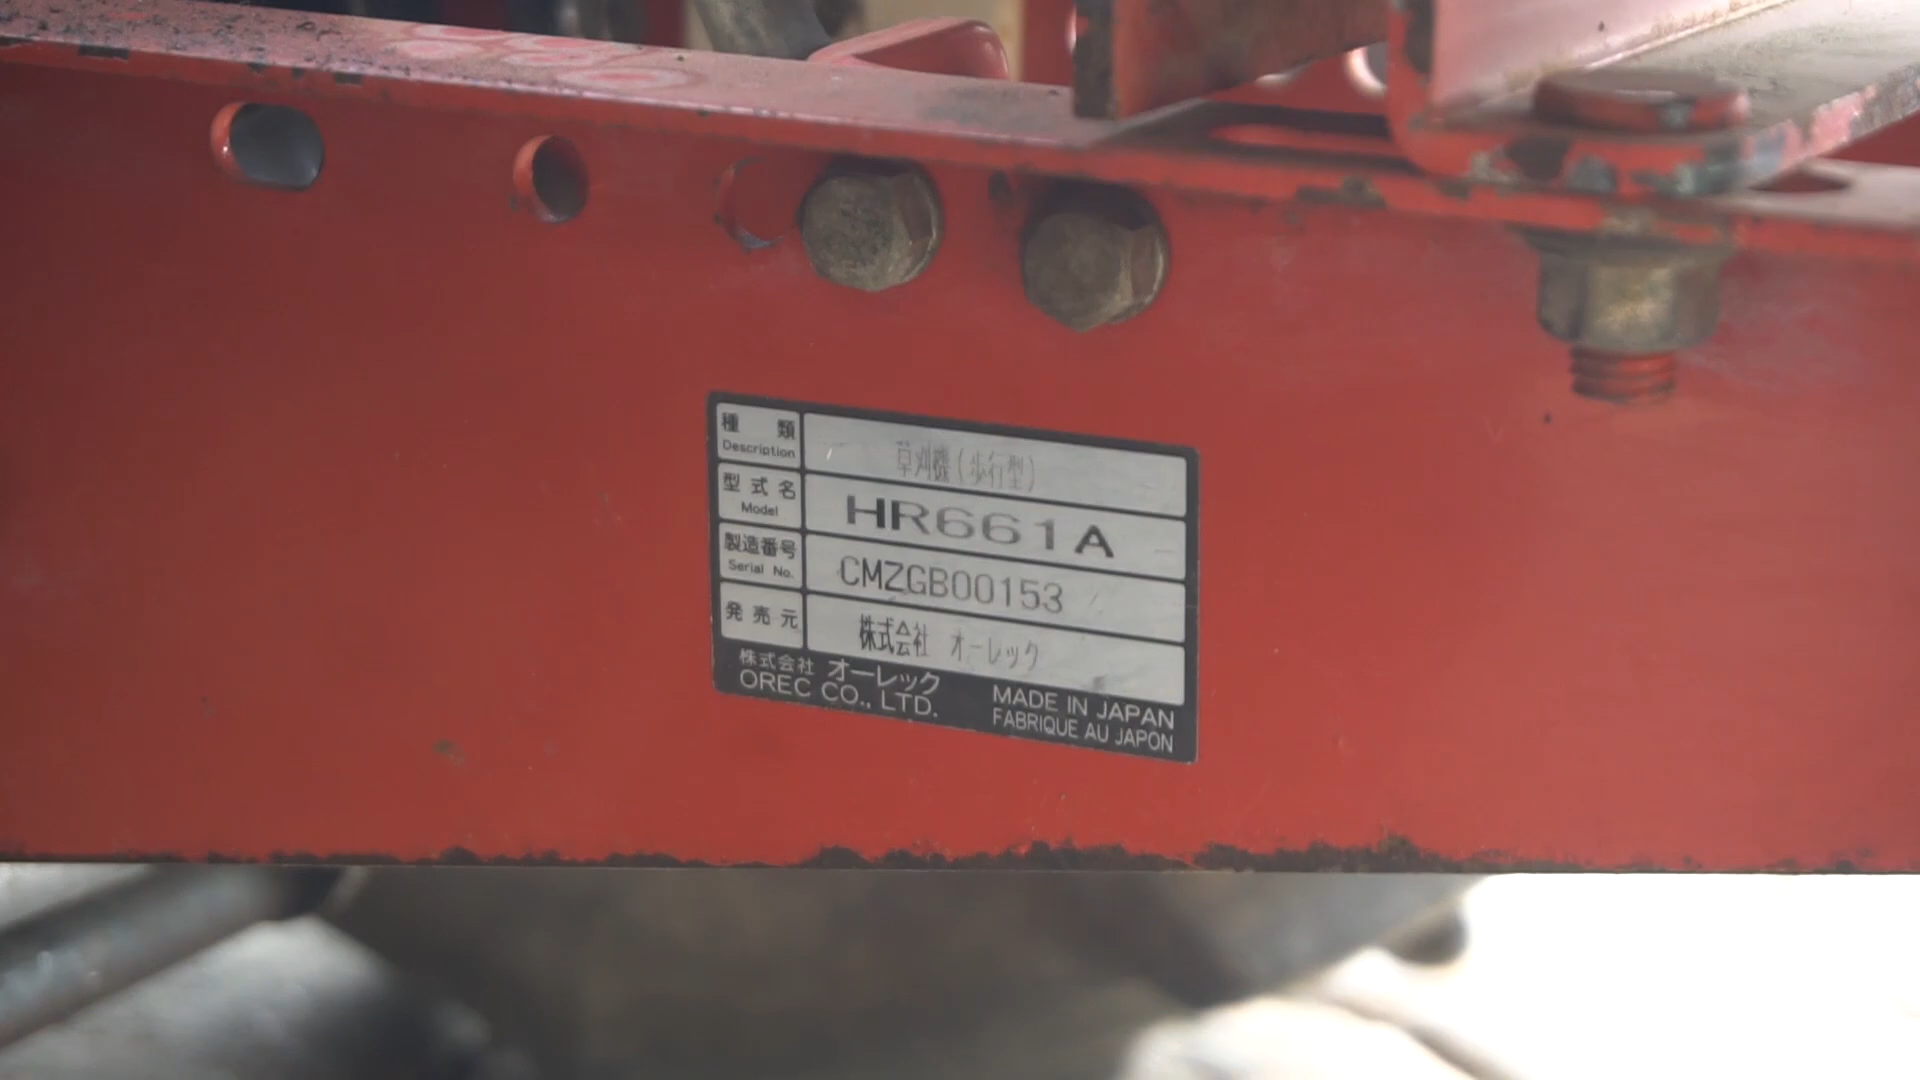 種類 草刈機(歩行型)
Description
型式名 HR661A
Model
製造番号 CMZGB00153
Serial No.
発売元 株式会社 オーレック
株式会社 オーレック
OREC CO., LTD.
MADE IN JAPAN
FABRIQUE AU JAPON